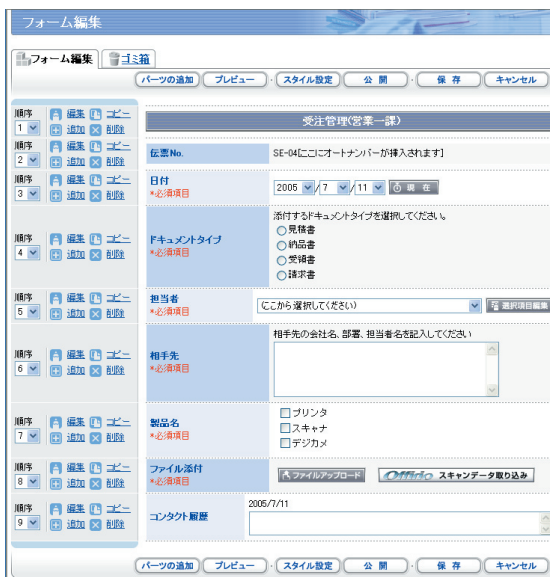 フォーム編集
フォーム編集 ゴミ箱
パーツの追加 プレビュー スタイル設定 公 開 保 存 キャンセル
順序 編集 コピー
1 追加 削除
受注管理(営業一課)
順序 編集 コピー
2 追加 削除
伝票No. SE-04[ここにオートナンバーが挿入されます]
順序 編集 コピー
3 追加 削除
日付
*必須項目
2005 / 7 / 11 現 在
添付するドキュメントタイプを選択してください。
順序 編集 コピー
4 追加 削除
ドキュメントタイプ
*必須項目
見積書
納品書
受領書
請求書
順序 編集 コピー
5 追加 削除
担当者
*必須項目
(ここから選択してください) 選択項目編集
相手先の会社名、部署、担当者名を記入してください
順序 編集 コピー
6 追加 削除
相手先
*必須項目
順序 編集 コピー
7 追加 削除
製品名
*必須項目
プリンタ
スキャナ
デジカメ
順序 編集 コピー
8 追加 削除
ファイル添付
*必須項目
ファイルアップロード Offirio スキャンデータ取り込み
順序 編集 コピー
9 追加 削除
コンタクト履歴
2005/7/11
パーツの追加 プレビュー スタイル設定 公 開 保 存 キャンセル